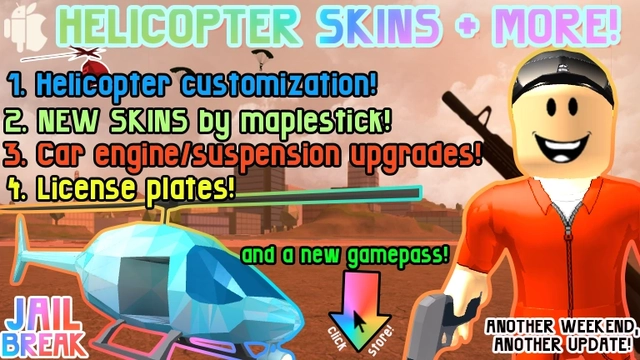 HELICOPTER SKINS + MORE!
1. Helicopter customization!
2. NEW SKINS by maplestick!
3. Car engine/suspension upgrades!
4. License plates!
and a new gamepass!
click store!
JAIL
BREAK
ANOTHER WEEKEND,
ANOTHER UPDATE!